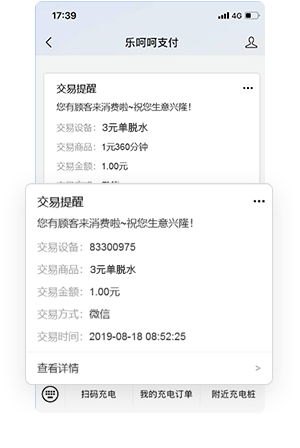 17:39
4G
乐呵呵支付
交易提醒
您有顾客来消费啦~祝您生意兴隆！
交易设备： 3元单脱水
交易商品： 1元360分钟
交易金额： 1.00元
交易提醒
您有顾客来消费啦~祝您生意兴隆！
交易设备： 83300975
交易商品： 3元单脱水
交易金额： 1.00元
交易方式： 微信
交易时间： 2019-08-18 08:52:25
查看详情 >
扫码充电 我的充电订单 附近充电桩